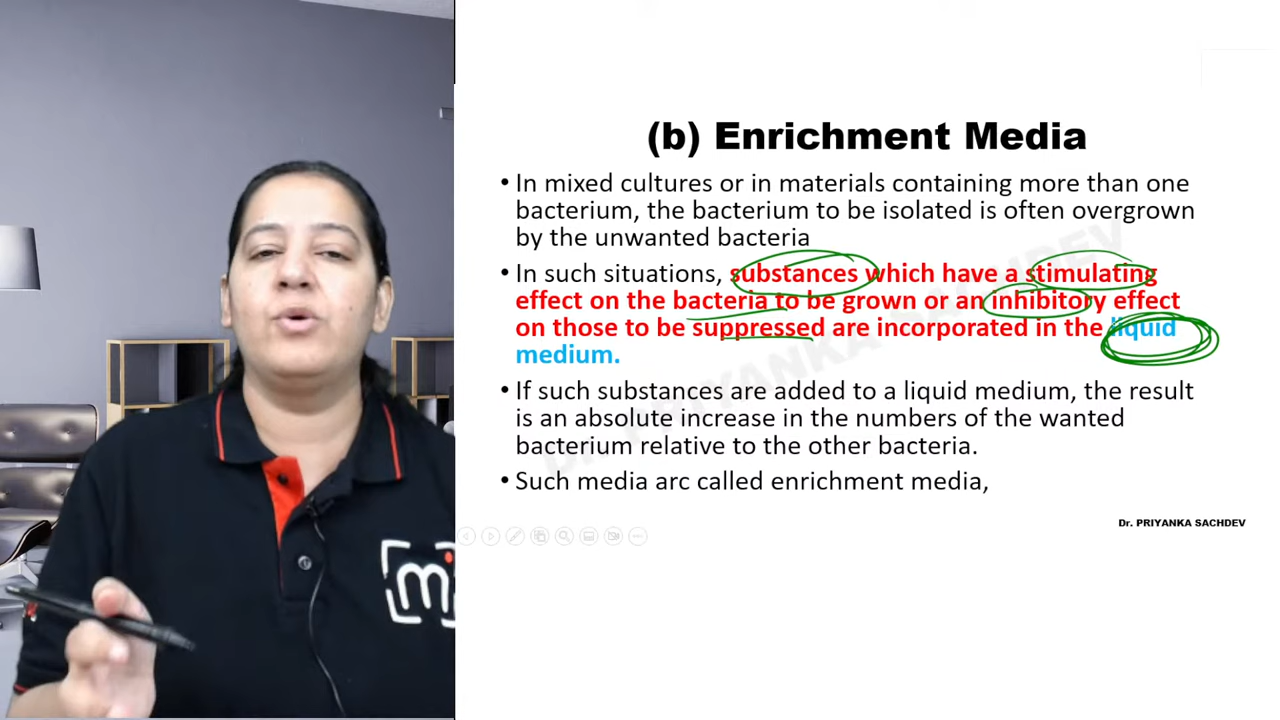 (b) Enrichment Media
• In mixed cultures or in materials containing more than one
bacterium, the bacterium to be isolated is often overgrown
by the unwanted bacteria
• In such situations, substances which have a stimulating
effect on the bacteria to be grown or an inhibitory effect
on those to be suppressed are incorporated in the liquid
medium.
• If such substances are added to a liquid medium, the result
is an absolute increase in the numbers of the wanted
bacterium relative to the other bacteria.
• Such media arc called enrichment media,
Dr. PRIYANKA SACHDEV
DR PRIYANKA SACHDEV
m